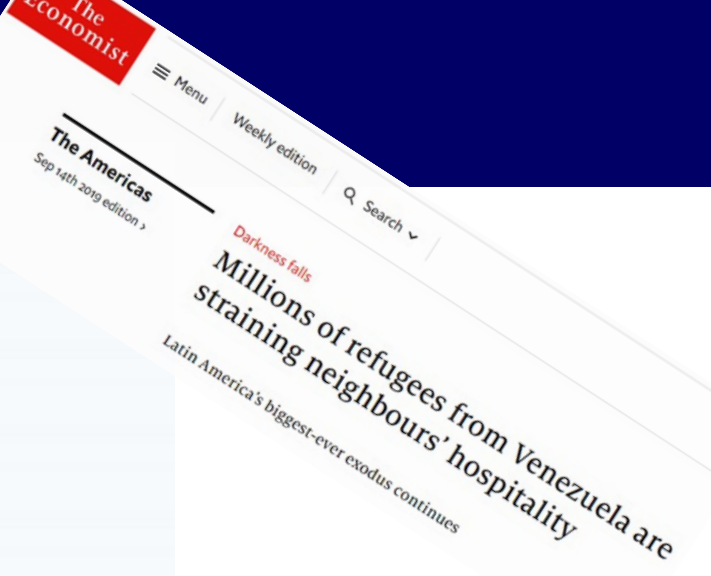 The
Economist
Menu
Weekly edition
Search
The Americas
Sep 14th 2019 edition ›
Darkness falls
Millions of refugees from Venezuela are
straining neighbours’ hospitality
Latin America’s biggest-ever exodus continues